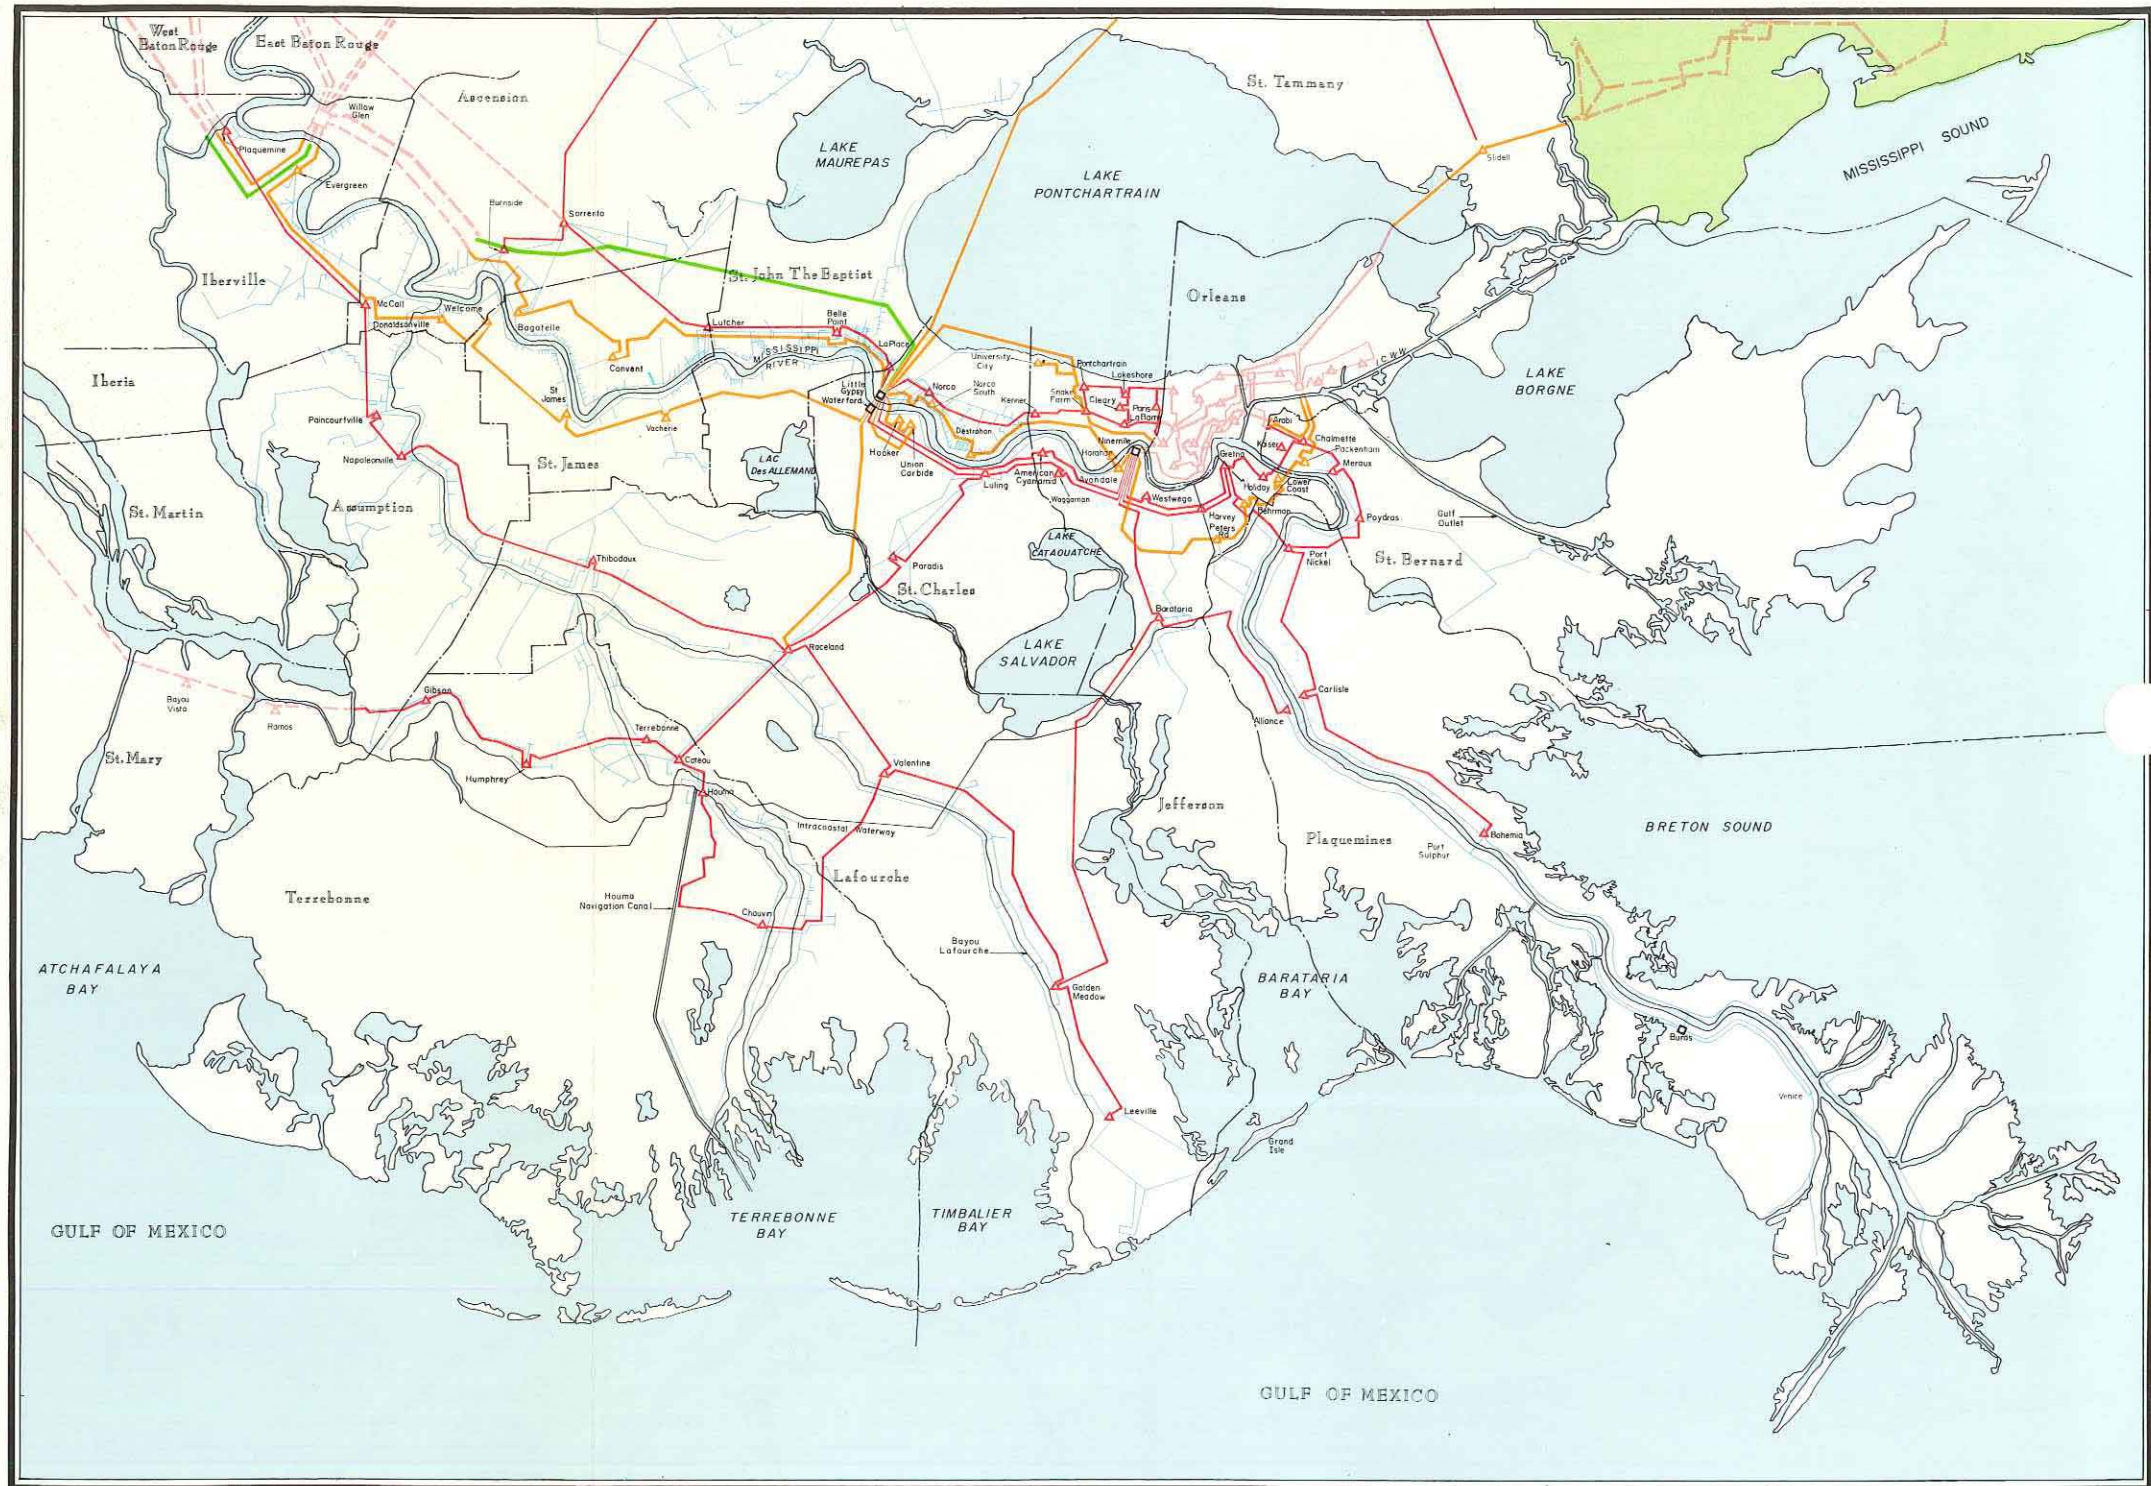 West
Baton Rouge
East Baton Rouge
Ascension
Willow
Glen
Plaquemine
Evergreen
St. Tammany
Slidell
MISSISSIPPI SOUND
LAKE
MAUREPAS
LAKE
PONTCHARTRAIN
Burnside
Sorrento
Iberville
St. John The Baptist
Orleans
McCall
Donaldsonville
Welcome
Bagatelle
Lutcher
Belle
Point
LaPlace
MISSISSIPPI
RIVER
Convent
University
City
Pontchartrain
Lakeshore
ICWW
LAKE
BORGNE
Iberia
St
James
Little
Gypsy
Waterford
Norco
Norco
South
Kenner
Snake
Farm
Cleary
Paris
LaBarre
Arabi
Paincourtville
Vacherie
Destrahan
Ninemile
Kaiser
Chalmette
Packenham
Meraux
Napoleonville
St. James
LAC
Des ALLEMAND
Hooker
Union
Carbide
Luling
American
Cyanamid
Harahan
Avondale
Waggaman
Westwego
Gretna
Holiday
Lower
Coast
Behrman
Harvey
Peters
Rd
St. Martin
Assumption
Poydras
Gulf
Outlet
LAKE
CATAOUATCHE
Port
Nickel
St. Bernard
Thibodaux
Paradis
St. Charles
Barataria
Raceland
LAKE
SALVADOR
Bayou
Vista
Ramos
Gibson
Carlisle
Alliance
Terrebonne
St. Mary
Humphrey
Cateau
Valentine
Houma
Jefferson
Intracoastal Waterway
Plaquemines
Port
Sulphur
Bohemia
BRETON SOUND
Terrebonne
Houma
Navigation Canal
Lafourche
Chauvin
Bayou
Lafourche
ATCHAFALAYA
BAY
BARATARIA
BAY
Golden
Meadow
Buras
Venice
Leeville
Grand
Isle
GULF OF MEXICO
TERREBONNE
BAY
TIMBALIER
BAY
GULF OF MEXICO